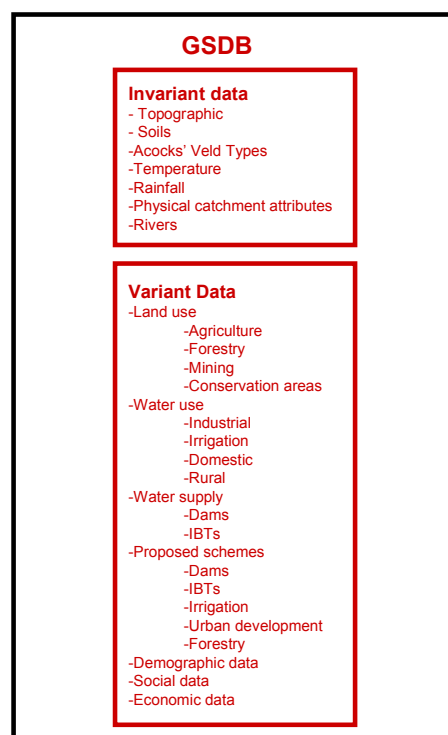 GSDB
Invariant data
- Topographic
- Soils
-Acocks' Veld Types
-Temperature
-Rainfall
-Physical catchment attributes
-Rivers
Variant Data
-Land use
-Agriculture
-Forestry
-Mining
-Conservation areas
-Water use
-Industrial
-Irrigation
-Domestic
-Rural
-Water supply
-Dams
-IBTs
-Proposed schemes
-Dams
-IBTs
-Irrigation
-Urban development
-Forestry
-Demographic data
-Social data
-Economic data